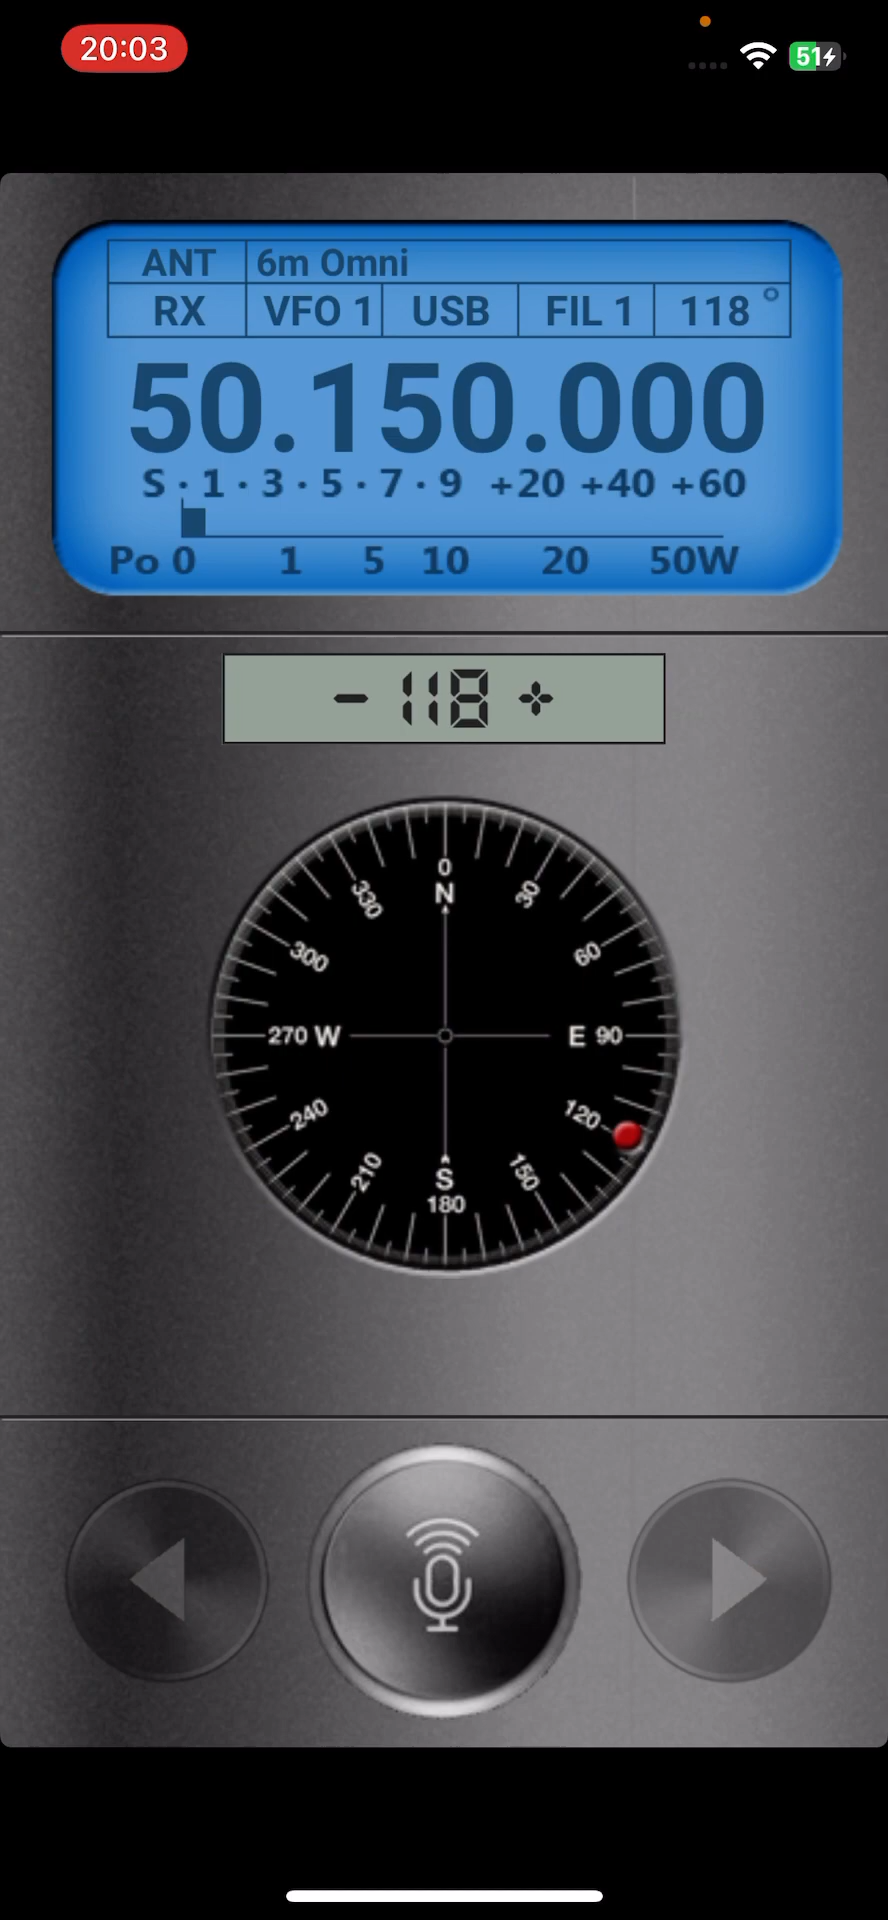 20:03
51
ANT 6m Omni
RX VFO 1 USB FIL 1 118 °
50.150.000
S · 1 · 3 · 5 · 7 · 9 +20 +40 +60
Po 0 1 5 10 20 50W
- 118 +
0
N
330 30
300 60
270 W E 90
240 120
210 150
S
180